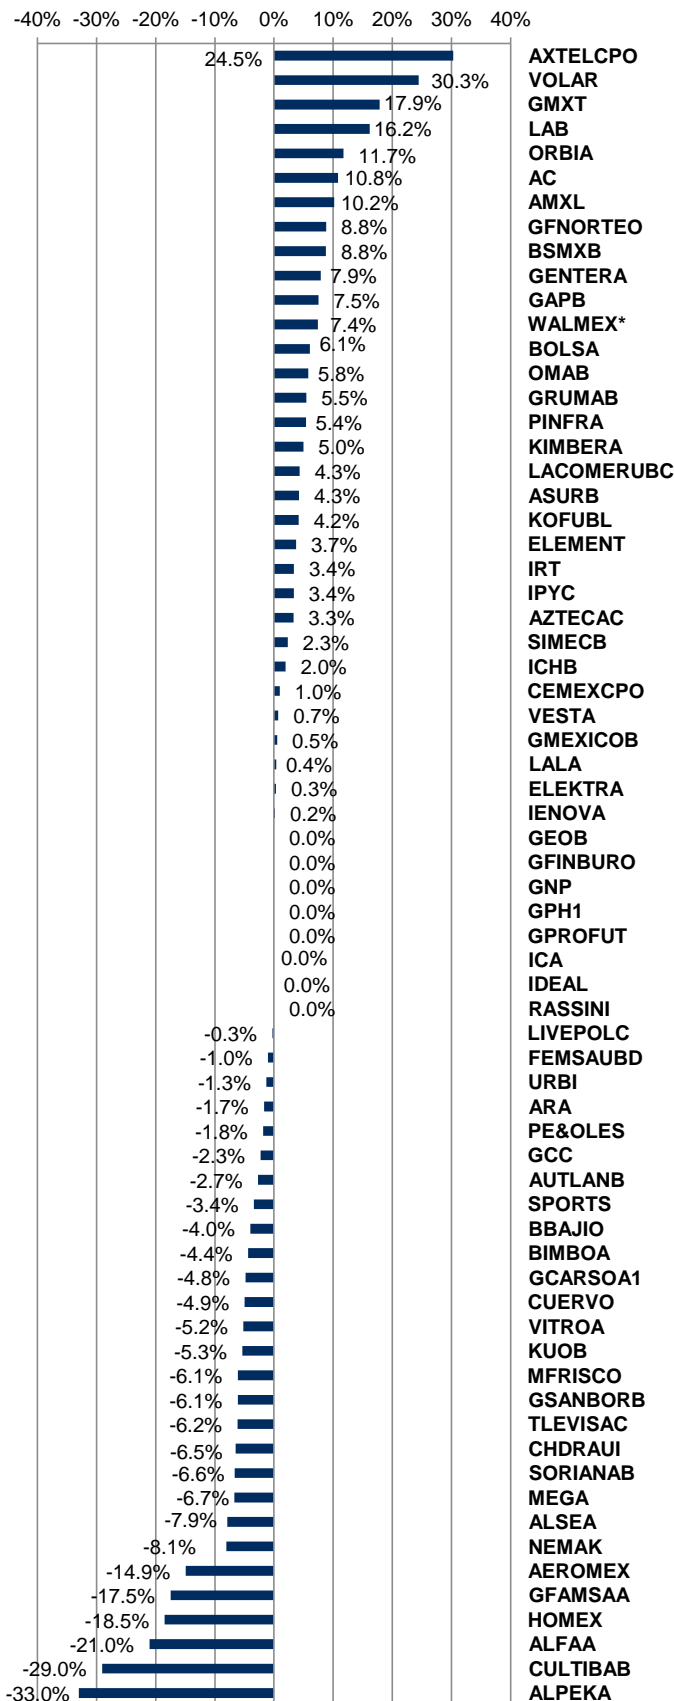 -40% -30% -20% -10% 0% 10% 20% 30% 40%
24.5% AXTELCPO
30.3% VOLAR
17.9% GMXT
16.2% LAB
11.7% ORBIA
10.8% AC
10.2% AMXL
8.8% GFNORTEO
8.8% BSMXB
7.9% GENTERA
7.5% GAPB
7.4% WALMEX*
6.1% BOLSA
5.8% OMAB
5.5% GRUMAB
5.4% PINFRA
5.0% KIMBERA
4.3% LACOMERUBC
4.3% ASURB
4.2% KOFUBL
3.7% ELEMENT
3.4% IRT
3.4% IPYC
3.3% AZTECAC
2.3% SIMECB
2.0% ICHB
1.0% CEMEXCPO
0.7% VESTA
0.5% GMEXICOB
0.4% LALA
0.3% ELEKTRA
0.2% IENOVA
0.0% GEOB
0.0% GFINBURO
0.0% GNP
0.0% GPH1
0.0% GPROFUT
0.0% ICA
0.0% IDEAL
0.0% RASSINI
-0.3% LIVEPOLC
-1.0% FEMSAUBD
-1.3% URBI
-1.7% ARA
-1.8% PE&OLES
-2.3% GCC
-2.7% AUTLANB
-3.4% SPORTS
-4.0% BBAJIO
-4.4% BIMBOA
-4.8% GCARSOA1
-4.9% CUERVO
-5.2% VITROA
-5.3% KUOB
-6.1% MFRISCO
-6.1% GSANBORB
-6.2% TLEVISAC
-6.5% CHDRAUI
-6.6% SORIANAB
-6.7% MEGA
-7.9% ALSEA
-8.1% NEMAK
-14.9% AEROMEX
-17.5% GFAMSAA
-18.5% HOMEX
-21.0% ALFAA
-29.0% CULTIBAB
-33.0% ALPEKA